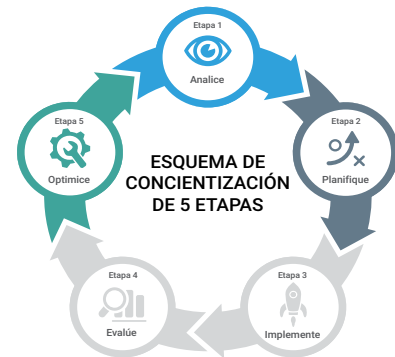 Etapa 1
Analice
Etapa 2
Planifique
Etapa 3
Implemente
Etapa 4
Evalúe
Etapa 5
Optimice
ESQUEMA DE
CONCIENTIZACIÓN
DE 5 ETAPAS